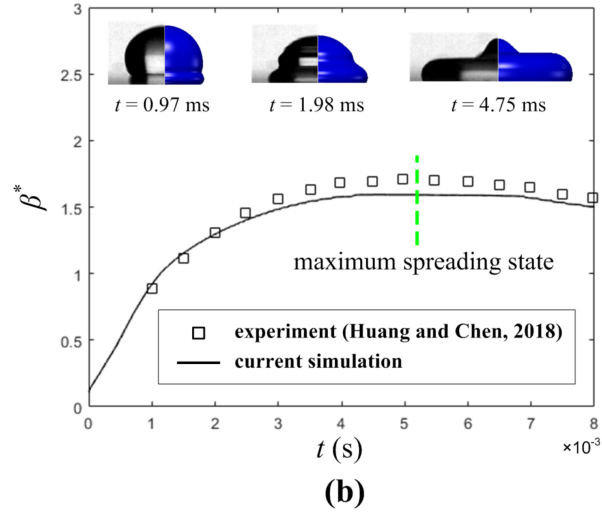 3
2.5
2
1.5
1
0.5
0
β*
t = 0.97 ms
t = 1.98 ms
t = 4.75 ms
maximum spreading state
experiment (Huang and Chen, 2018)
current simulation
0 1 2 3 4 5 6 7 8
t (s)
×10⁻³
(b)